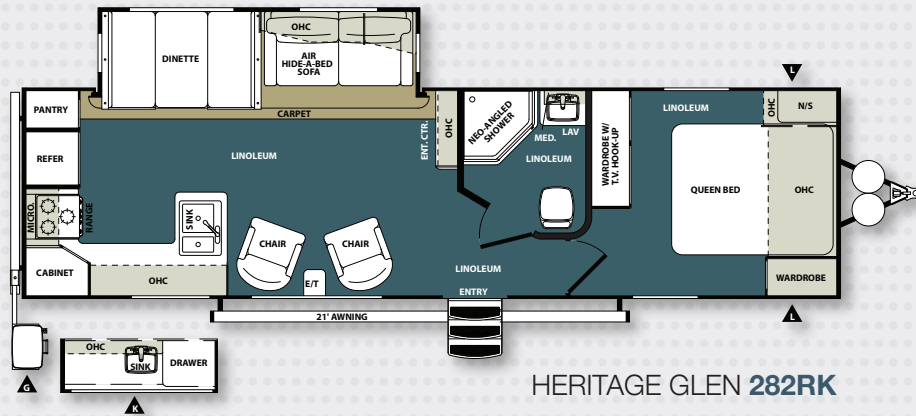 OHC
DINETTE
AIR
HIDE-A-BED
SOFA
CARPET
PANTRY
REFER
MICRO.
RANGE
CABINET
LINOLEUM
SINK
OHC
CHAIR
CHAIR
E/T
ENT. CTR.
OHC
NEO-ANGLED
SHOWER
MED.
LAV
LINOLEUM
WARDROBE W/
T.V. HOOK-UP
LINOLEUM
OHC
N/S
QUEEN BED
OHC
WARDROBE
L
L
LINOLEUM
ENTRY
21' AWNING
G
OHC
SINK
DRAWER
K
HERITAGE GLEN 282RK